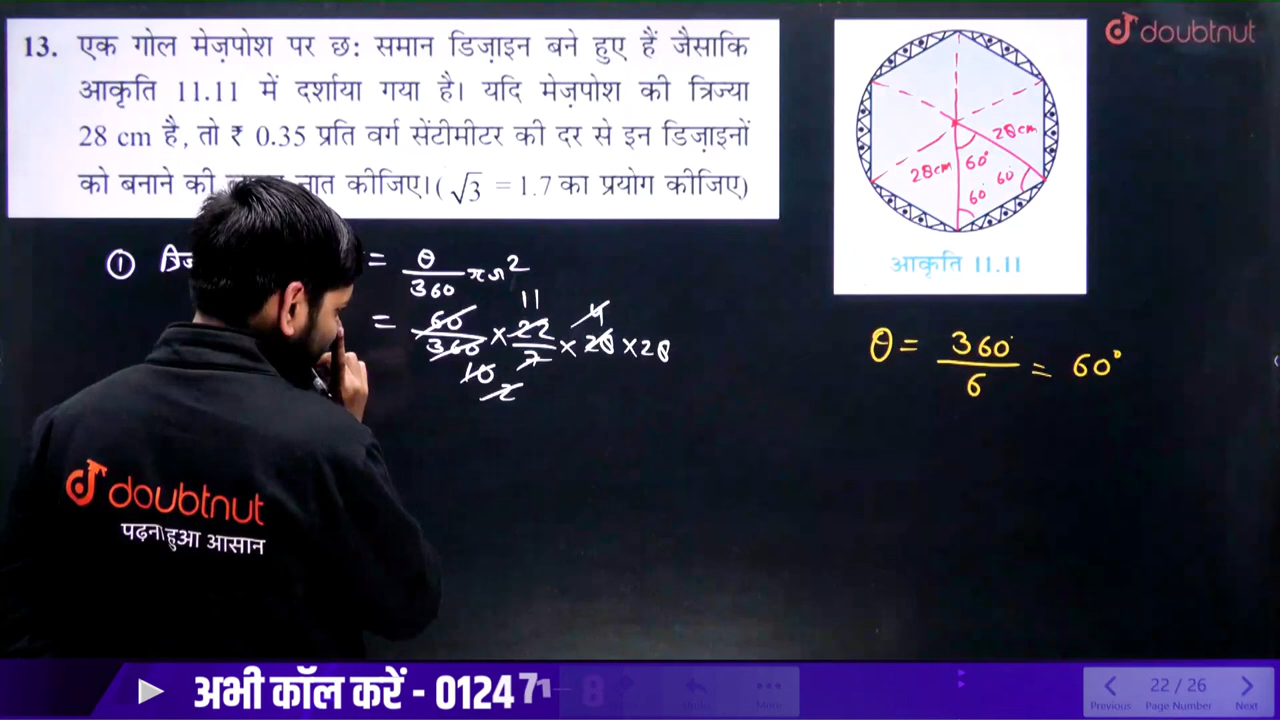 13. एक गोल मेज़पोश पर छ: समान डिज़ाइन बने हुए हैं जैसाकि
आकृति 11.11 में दर्शाया गया है। यदि मेज़पोश की त्रिज्या
28 cm है, तो ₹ 0.35 प्रति वर्ग सेंटीमीटर की दर से इन डिज़ाइनों
को बनाने की ज्ञात कीजिए। ( √3 = 1.7 का प्रयोग कीजिए)
doubtnut
28cm
28cm 60°
60
60
आकृति 11.11
① = θ/360 πr²
= 60/360 × 22/7 × 28 × 28
11 4
10
2
θ = 360°/6 = 60°
doubtnut
पढ़ना हुआ आसान
अभी कॉल करें - 0124
22 / 26
Previous Page Number Next